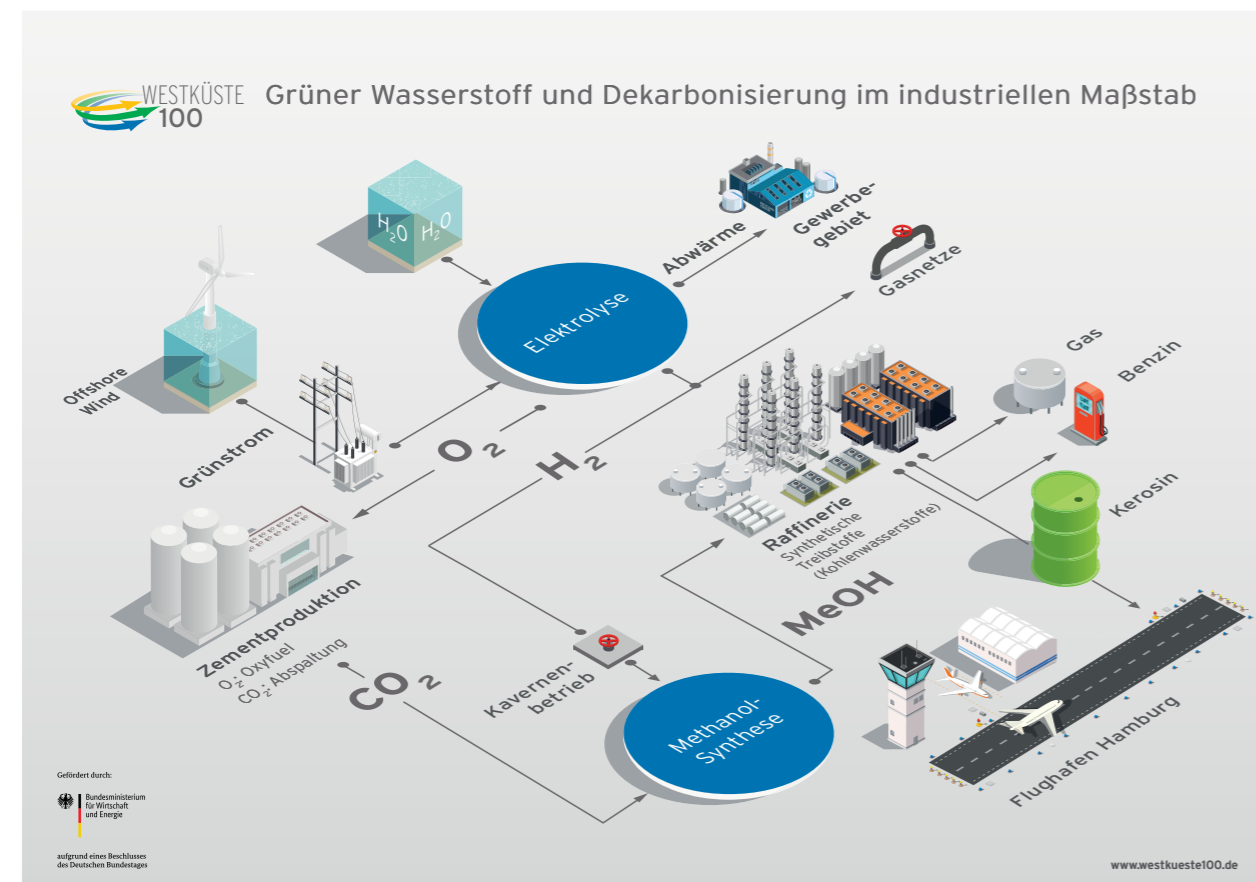 WESTKÜSTE
100
Grüner Wasserstoff und Dekarbonisierung im industriellen Maßstab
H₂O
H₂O
Elektrolyse
Abwärme
Gewerbe-
gebiet
Gasnetze
Offshore
Wind
Grünstrom
O₂
H₂
Gas
Benzin
Kerosin
Raffinerie
Synthetische
Treibstoffe
(Kohlenwasserstoffe)
MeOH
Zementproduktion
O₂: Oxyfuel
CO₂: Abspaltung
CO₂
Kavernen-
betrieb
Methanol-
Synthese
Flughafen Hamburg
Gefördert durch:
Bundesministerium
für Wirtschaft
und Energie
aufgrund eines Beschlusses
des Deutschen Bundestages
www.westkueste100.de